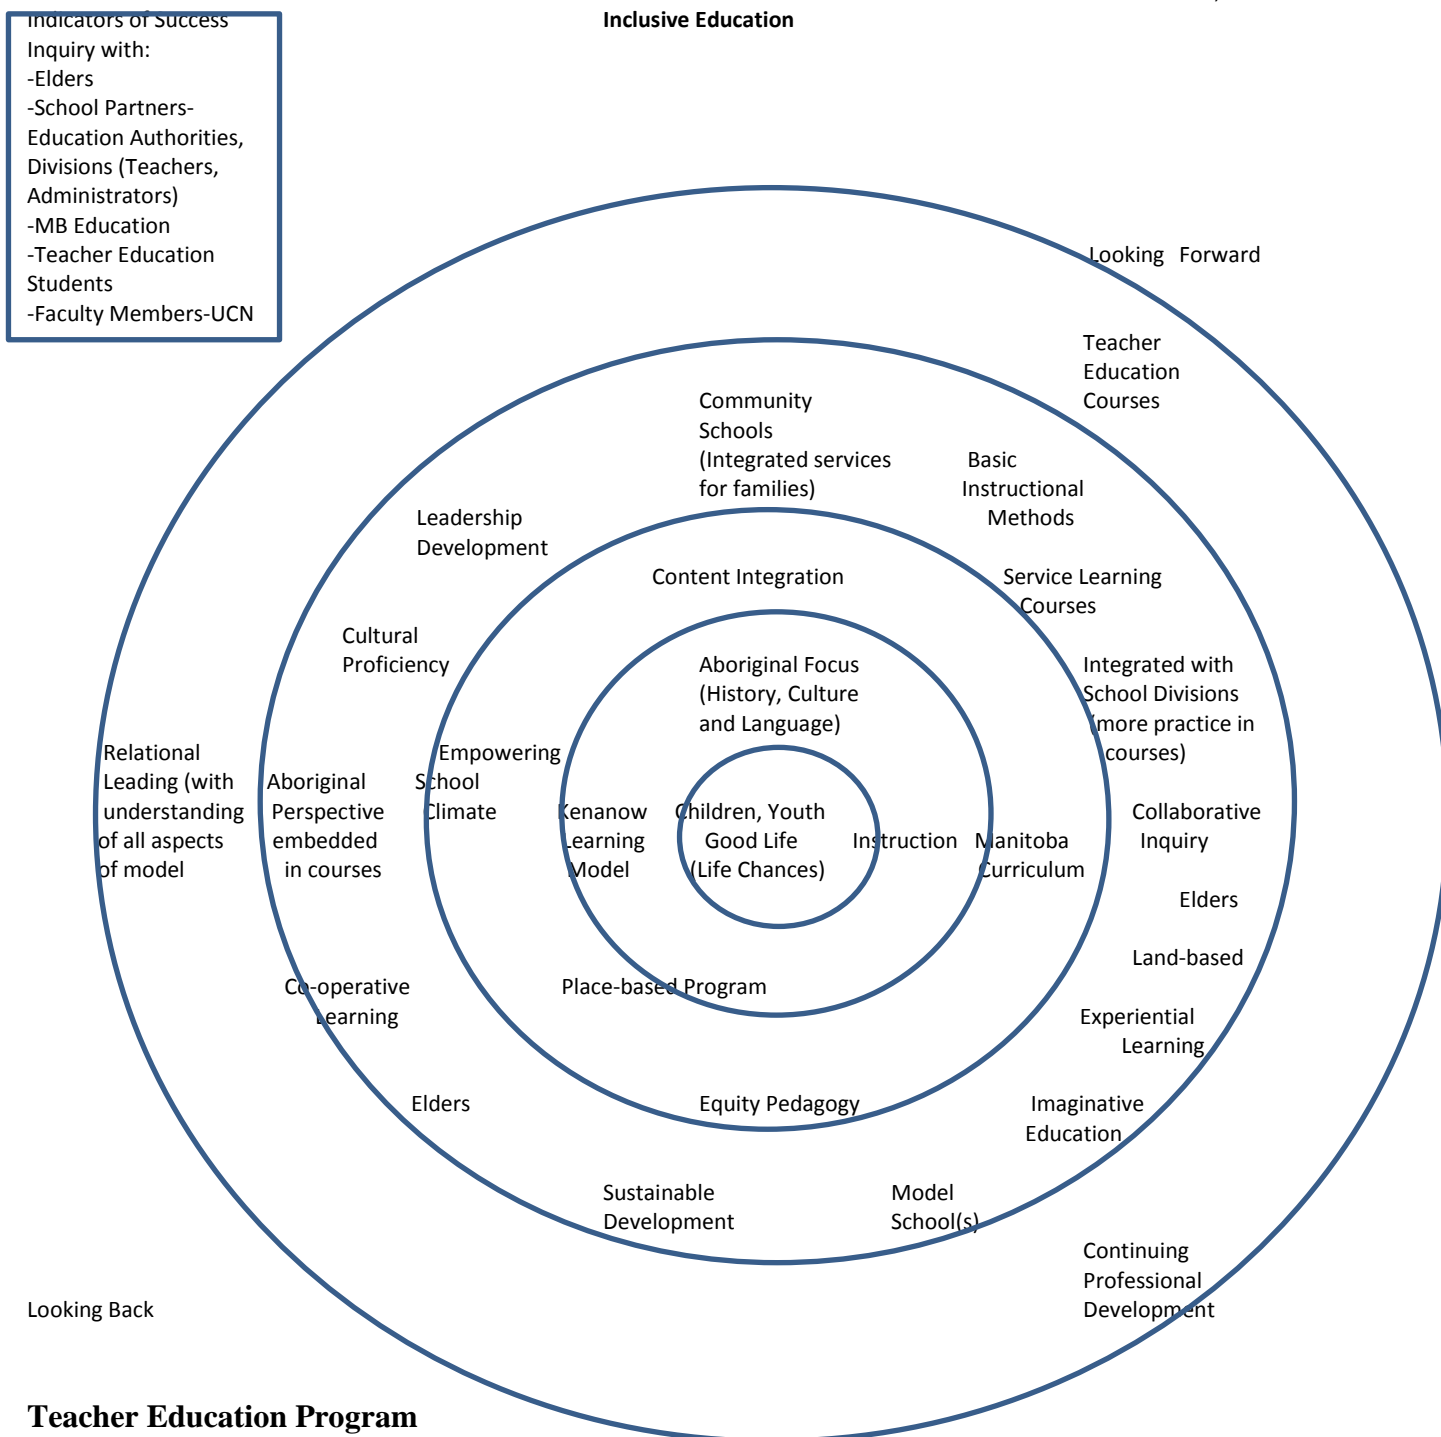 Indicators of Success
Inquiry with:
-Elders
-School Partners-
Education Authorities,
Divisions (Teachers,
Administrators)
-MB Education
-Teacher Education
Students
-Faculty Members-UCN
Inclusive Education
Looking Forward
Teacher
Education
Courses
Community
Schools
(Integrated services
for families)
Basic
Instructional
Methods
Leadership
Development
Content Integration
Service Learning
Courses
Cultural
Proficiency
Aboriginal Focus
(History, Culture
and Language)
Integrated with
School Divisions
(more practice in
courses)
Relational
Leading (with
understanding
of all aspects
of model
Aboriginal
Perspective
embedded
in courses
Empowering
School
Climate
Kenanow
Learning
Model
Children, Youth
Good Life
(Life Chances)
Instruction
Manitoba
Curriculum
Collaborative
Inquiry
Elders
Land-based
Co-operative
Learning
Place-based Program
Experiential
Learning
Elders
Equity Pedagogy
Imaginative
Education
Sustainable
Development
Model
School(s)
Continuing
Professional
Development
Looking Back
Teacher Education Program